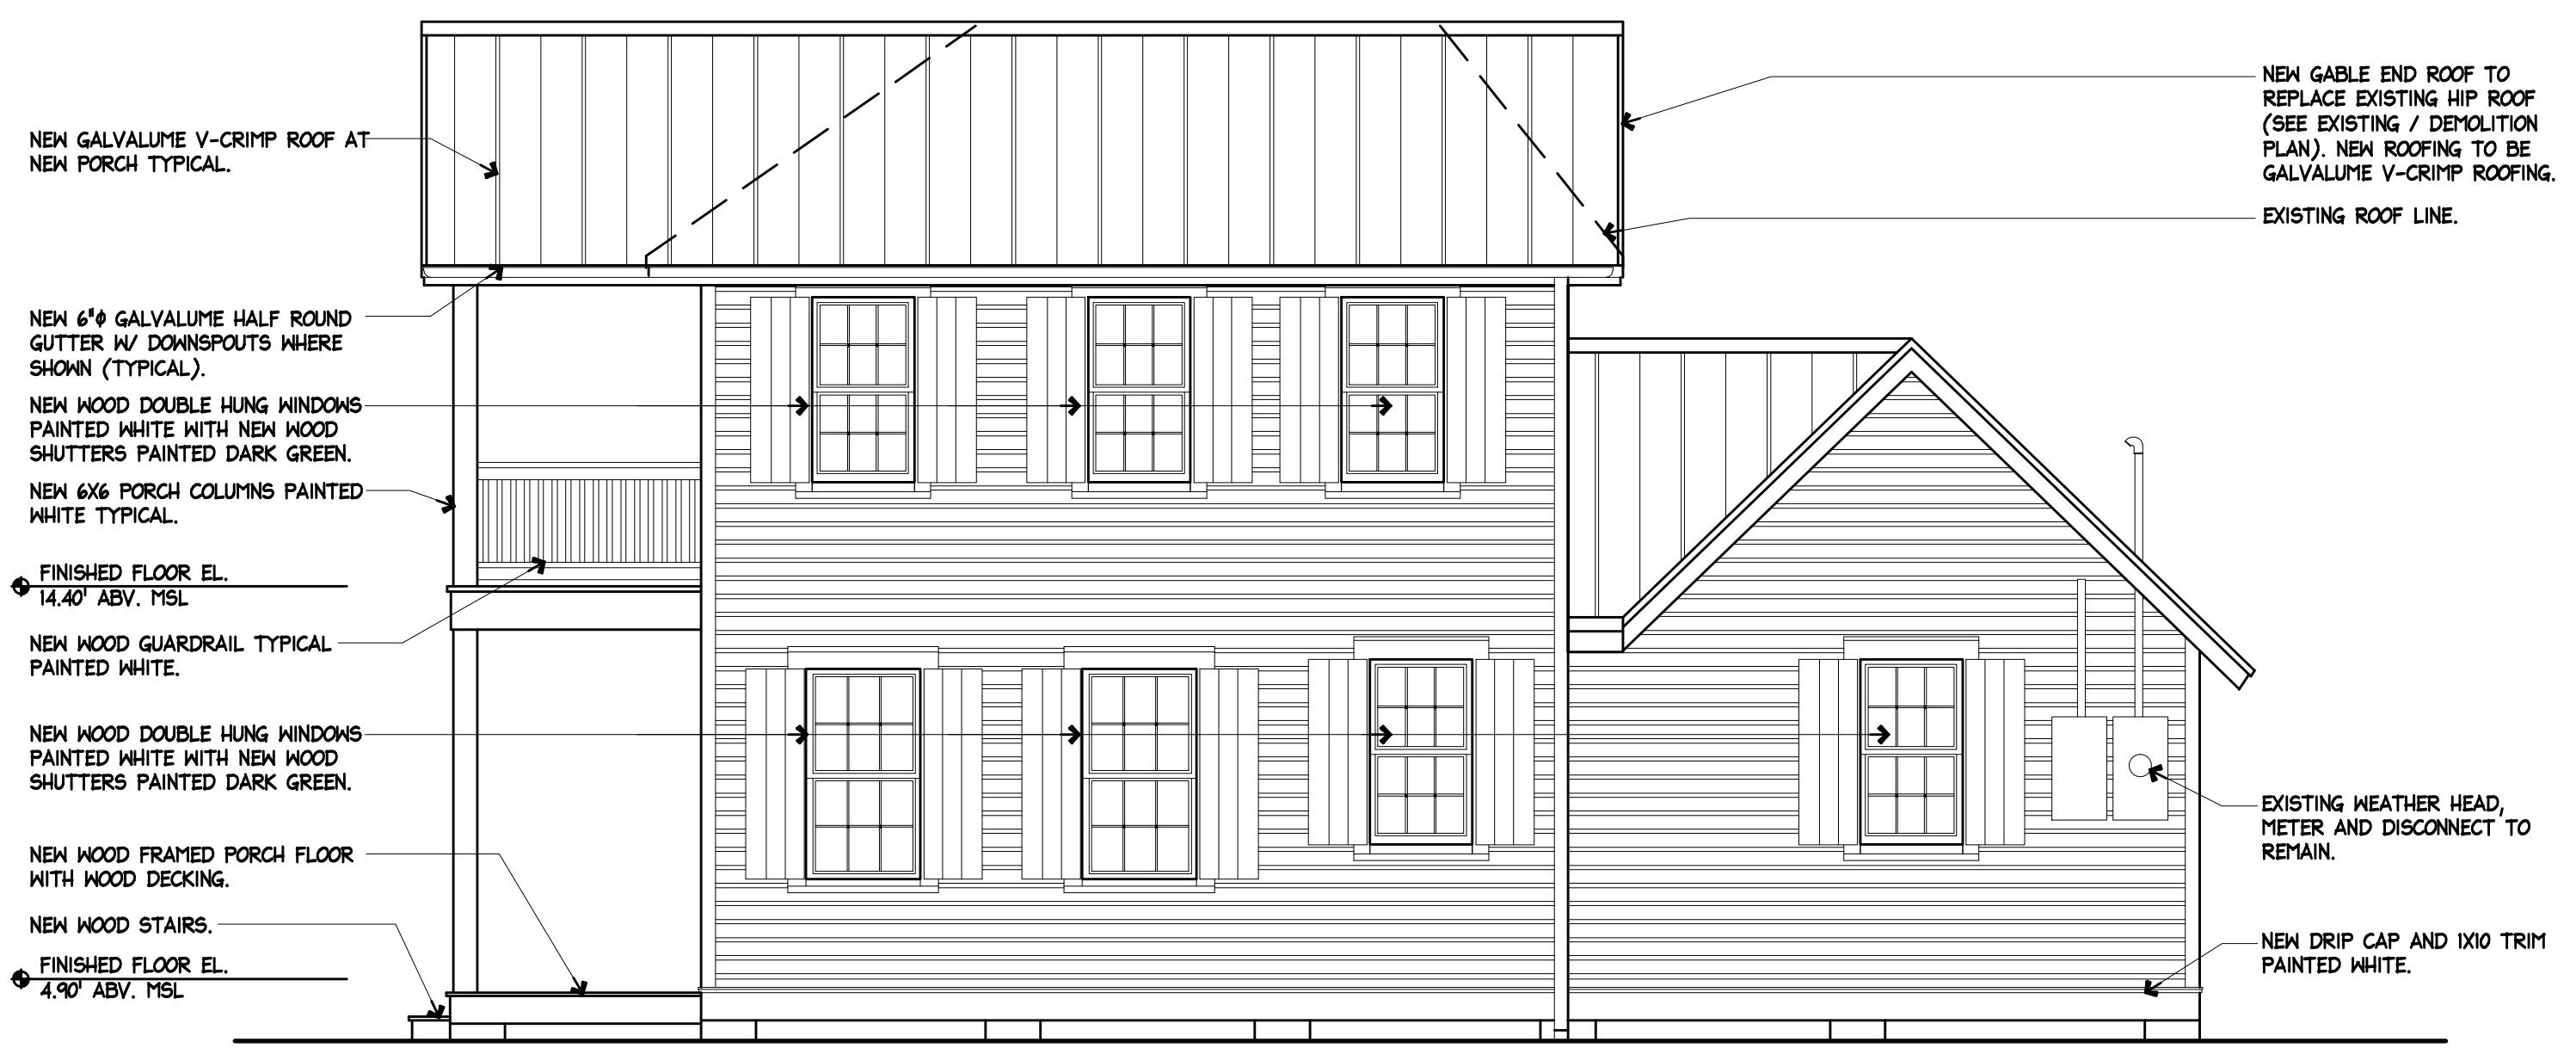 NEW GALVALUME V-CRIMP ROOF AT
NEW PORCH TYPICAL.
NEW 6"ϕ GALVALUME HALF ROUND
GUTTER W/ DOWNSPOUTS WHERE
SHOWN (TYPICAL).
NEW WOOD DOUBLE HUNG WINDOWS
PAINTED WHITE WITH NEW WOOD
SHUTTERS PAINTED DARK GREEN.
NEW 6X6 PORCH COLUMNS PAINTED
WHITE TYPICAL.
FINISHED FLOOR EL.
14.40' ABV. MSL
NEW WOOD GUARDRAIL TYPICAL
PAINTED WHITE.
NEW WOOD DOUBLE HUNG WINDOWS
PAINTED WHITE WITH NEW WOOD
SHUTTERS PAINTED DARK GREEN.
NEW WOOD FRAMED PORCH FLOOR
WITH WOOD DECKING.
NEW WOOD STAIRS.
FINISHED FLOOR EL.
4.90' ABV. MSL
NEW GABLE END ROOF TO
REPLACE EXISTING HIP ROOF
(SEE EXISTING / DEMOLITION
PLAN). NEW ROOFING TO BE
GALVALUME V-CRIMP ROOFING.
EXISTING ROOF LINE.
EXISTING WEATHER HEAD,
METER AND DISCONNECT TO
REMAIN.
NEW DRIP CAP AND 1X10 TRIM
PAINTED WHITE.